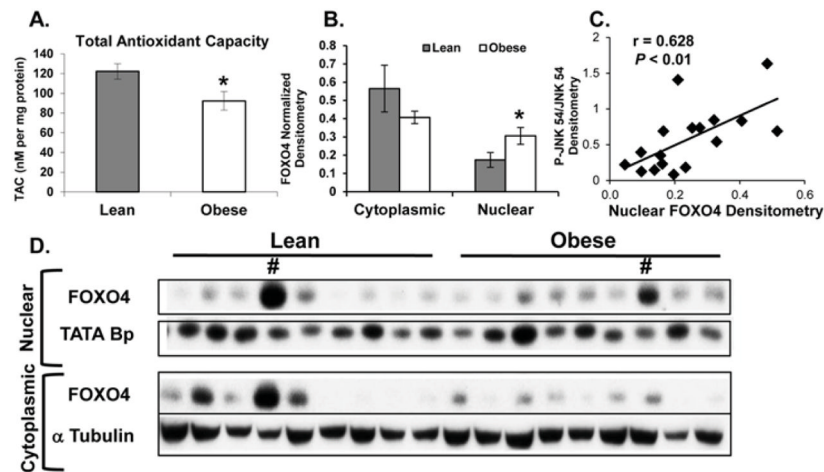 A.
Total Antioxidant Capacity
TAC (nM per mg protein)
140
120
100
80
60
40
20
0
*
Lean
Obese
B.
Lean
Obese
FOXO4 Normalized
Densitometry
0.8
0.7
0.6
0.5
0.4
0.3
0.2
0.1
0
*
Cytoplasmic
Nuclear
C.
r = 0.628
P < 0.01
P-JNK 54/JNK 54
Densitometry
2
1.5
1
0.5
0
0.0
0.2
0.4
0.6
Nuclear FOXO4 Densitometry
D.
Lean
Obese
#
#
Nuclear
FOXO4
TATA Bp
Cytoplasmic
FOXO4
α Tubulin